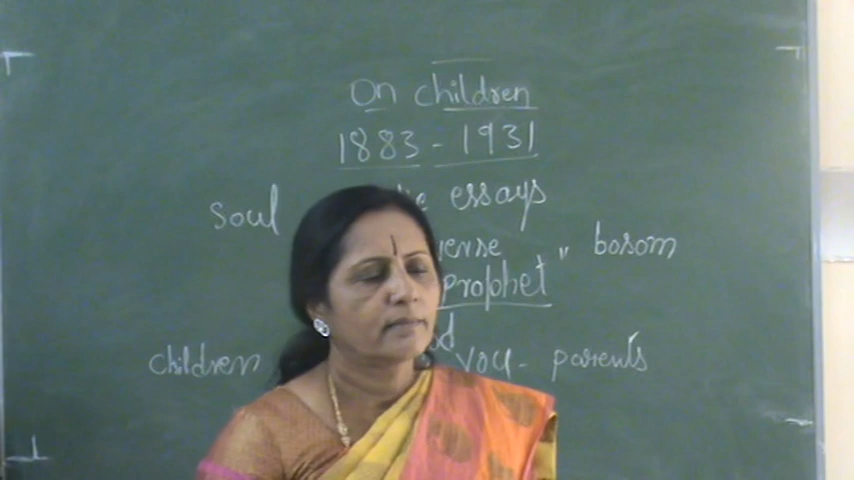 On children
1883 - 1931
Soul essays
verse bosom
Prophet"
children you - parents